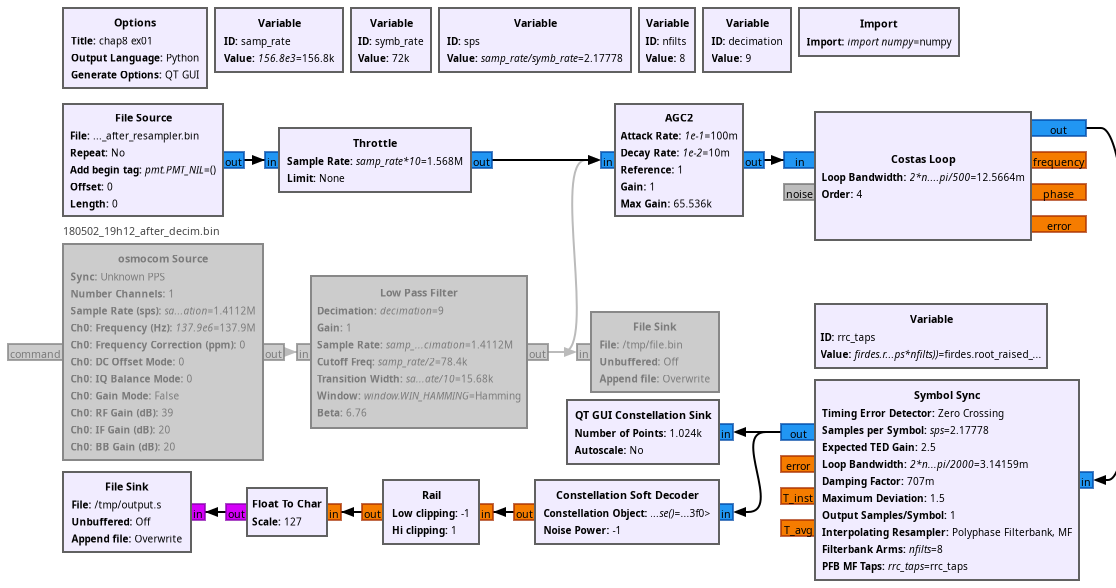 Options
Title: chap8 ex01
Output Language: Python
Generate Options: QT GUI
Variable
ID: samp_rate
Value: 156.8e3=156.8k
Variable
ID: symb_rate
Value: 72k
Variable
ID: sps
Value: samp_rate/symb_rate=2.17778
Variable
ID: nfilts
Value: 8
Variable
ID: decimation
Value: 9
Import
Import: import numpy=numpy
File Source
File: ..._after_resampler.bin
Repeat: No
Add begin tag: pmt.PMT_NIL=()
Offset: 0
Length: 0
out
180502_19h12_after_decim.bin
in
Throttle
Sample Rate: samp_rate*10=1.568M
Limit: None
out
in
AGC2
Attack Rate: 1e-1=100m
Decay Rate: 1e-2=10m
Reference: 1
Gain: 1
Max Gain: 65.536k
out
in
noise
Costas Loop
Loop Bandwidth: 2*n....pi/500=12.5664m
Order: 4
out
frequency
phase
error
command
osmocom Source
Sync: Unknown PPS
Number Channels: 1
Sample Rate (sps): sa...ation=1.4112M
Ch0: Frequency (Hz): 137.9e6=137.9M
Ch0: Frequency Correction (ppm): 0
Ch0: DC Offset Mode: 0
Ch0: IQ Balance Mode: 0
Ch0: Gain Mode: False
Ch0: RF Gain (dB): 39
Ch0: IF Gain (dB): 20
Ch0: BB Gain (dB): 20
out
in
Low Pass Filter
Decimation: decimation=9
Gain: 1
Sample Rate: samp_...cimation=1.4112M
Cutoff Freq: samp_rate/2=78.4k
Transition Width: sa...ate/10=15.68k
Window: window.WIN_HAMMING=Hamming
Beta: 6.76
out
in
File Sink
File: /tmp/file.bin
Unbuffered: Off
Append file: Overwrite
Variable
ID: rrc_taps
Value: firdes.r...ps*nfilts))=firdes.root_raised_...
QT GUI Constellation Sink
Number of Points: 1.024k
Autoscale: No
in
out
error
T_inst
T_avg
Symbol Sync
Timing Error Detector: Zero Crossing
Samples per Symbol: sps=2.17778
Expected TED Gain: 2.5
Loop Bandwidth: 2*n...pi/2000=3.14159m
Damping Factor: 707m
Maximum Deviation: 1.5
Output Samples/Symbol: 1
Interpolating Resampler: Polyphase Filterbank, MF
Filterbank Arms: nfilts=8
PFB MF Taps: rrc_taps=rrc_taps
in
File Sink
File: /tmp/output.s
Unbuffered: Off
Append file: Overwrite
in
out
Float To Char
Scale: 127
in
out
Rail
Low clipping: -1
Hi clipping: 1
in
out
Constellation Soft Decoder
Constellation Object: ...se()=...3f0>
Noise Power: -1
in